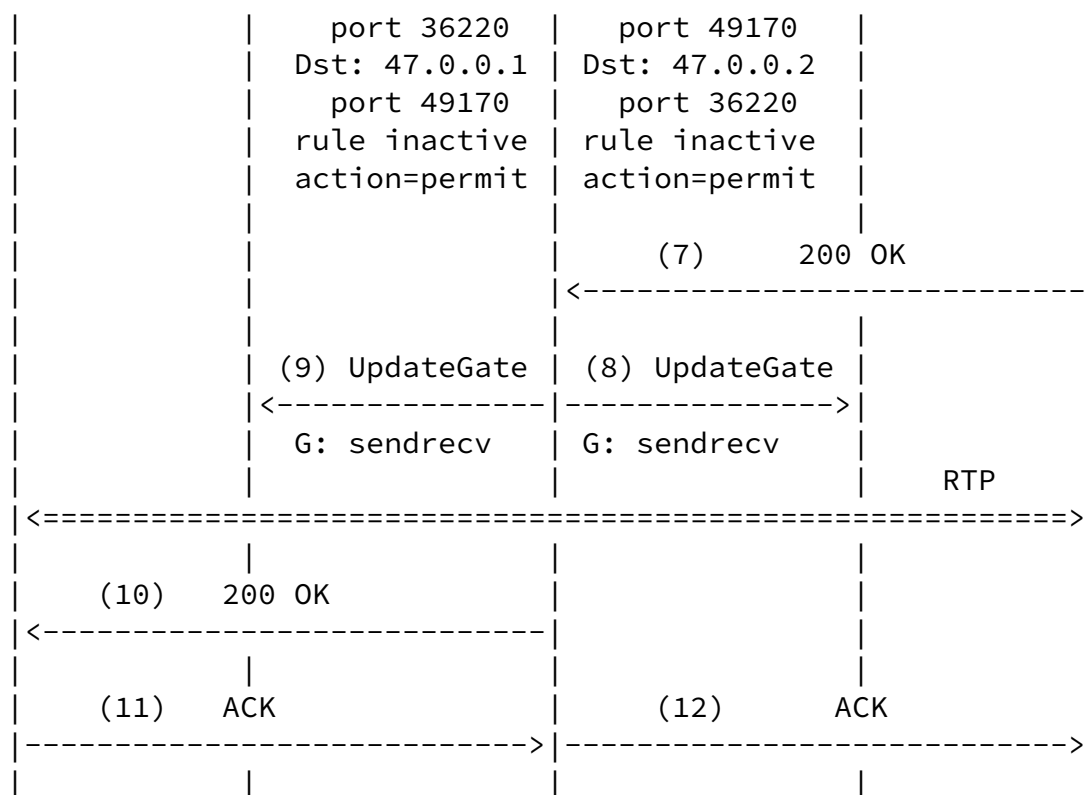 |            |    port 36220  |   port 49170   |
|            |  Dst: 47.0.0.1 | Dst: 47.0.0.2  |
|            |    port 49170  |   port 36220   |
|            |  rule inactive | rule inactive  |
|            |  action=permit | action=permit  |
|            |                |                |
|            |                |     (7)     200 OK
|            |                |<----------------------------
|            |                |                |
|            | (9) UpdateGate | (8) UpdateGate |
|            |<---------------|--------------->|
|            |  G: sendrecv   | G: sendrecv    |
|            |                |                |    RTP
|<=========================================================>
|            |                |                |
|    (10)   200 OK            |                |
|<----------------------------|                |
|            |                |                |
|    (11)   ACK               |     (12)      ACK
|---------------------------->|---------------------------->
|            |                |                |